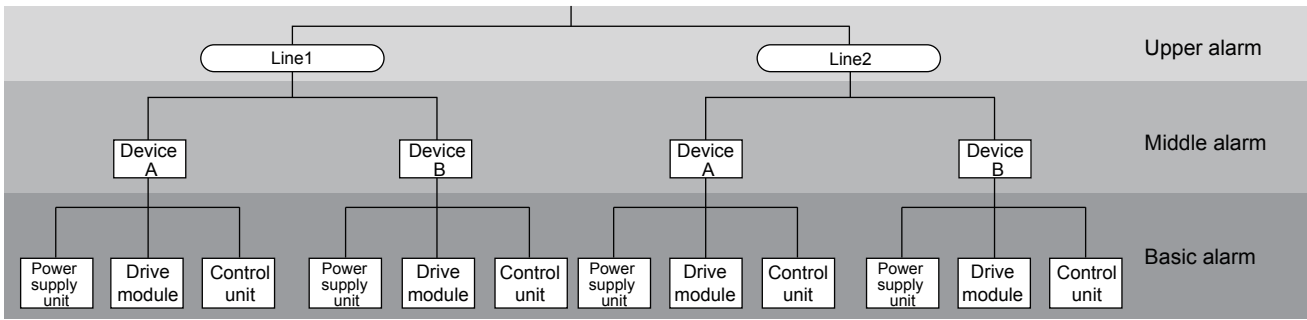 Line1
Line2
Upper alarm
Device
A
Device
B
Device
A
Device
B
Middle alarm
Power
supply
unit
Drive
module
Control
unit
Power
supply
unit
Drive
module
Control
unit
Power
supply
unit
Drive
module
Control
unit
Power
supply
unit
Drive
module
Control
unit
Basic alarm